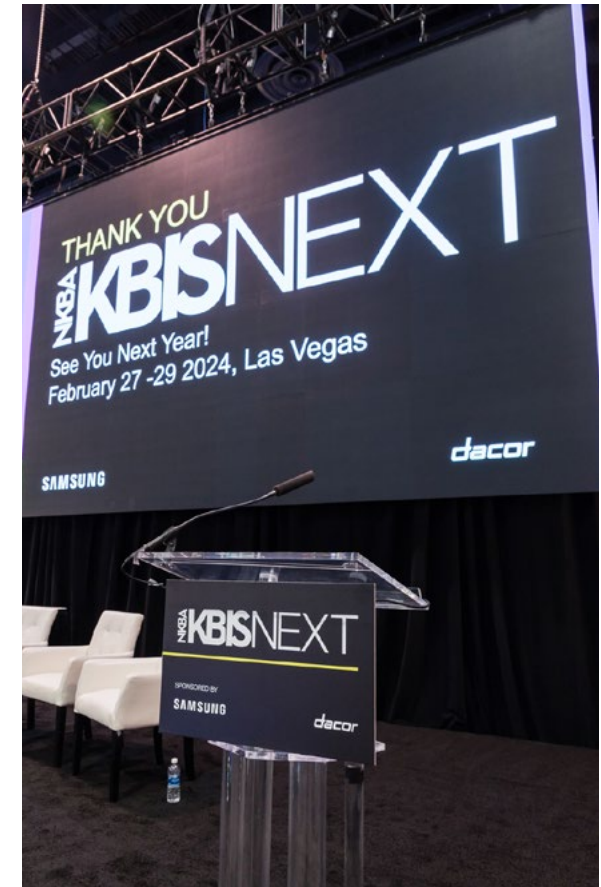 THANK YOU
NKBA KBISNEXT
See You Next Year!
February 27 -29 2024, Las Vegas
SAMSUNG
dacor
NKBA KBISNEXT
SPONSORED BY
SAMSUNG
dacor